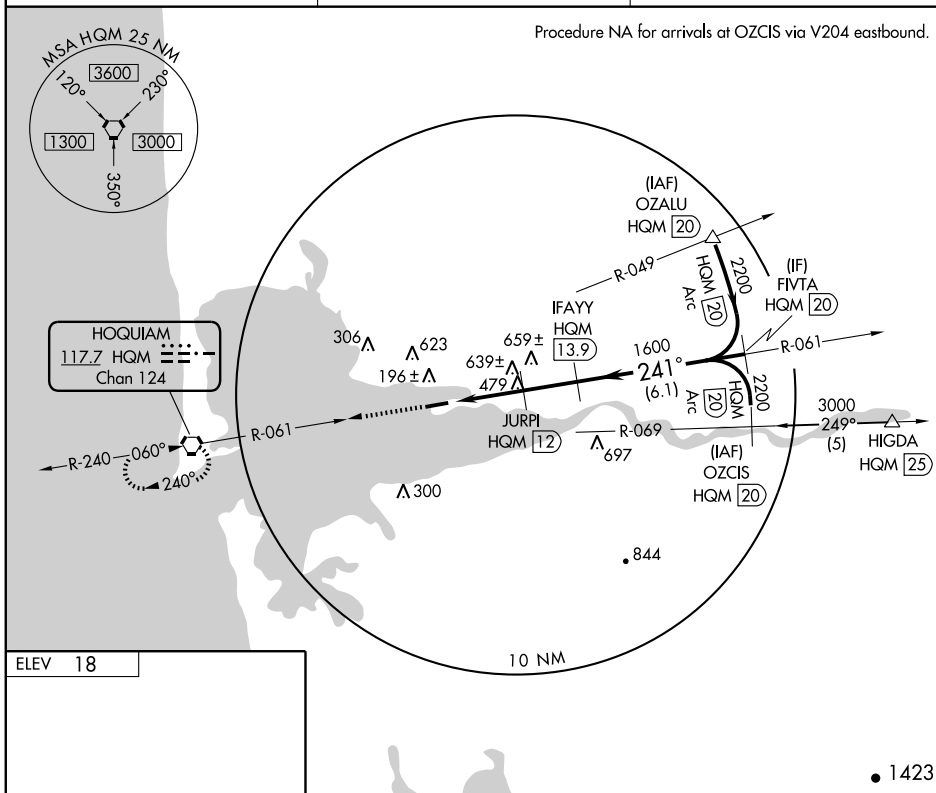 Procedure NA for arrivals at OZCIS via V204 eastbound.
MSA HQM 25 NM
3600
120°
230°
1300
3000
350°
(IAF)
OZALU
HQM 20
R-049
2200
HQM 20
Arc
(IF)
FIVTA
HQM 20
IFAYY
HQM
13.9
HOQUIAM
117.7 HQM
Chan 124
306
623
659±
639±
196±
479
1600
241°
(6.1)
R-061
HQM 20
Arc
2200
JURPI
HQM 12
R-061
R-069
3000
249°
(5)
HIGDA
HQM 25
R-240
060°
240°
697
(IAF)
OZCIS
HQM 20
300
844
10 NM
ELEV 18
1423